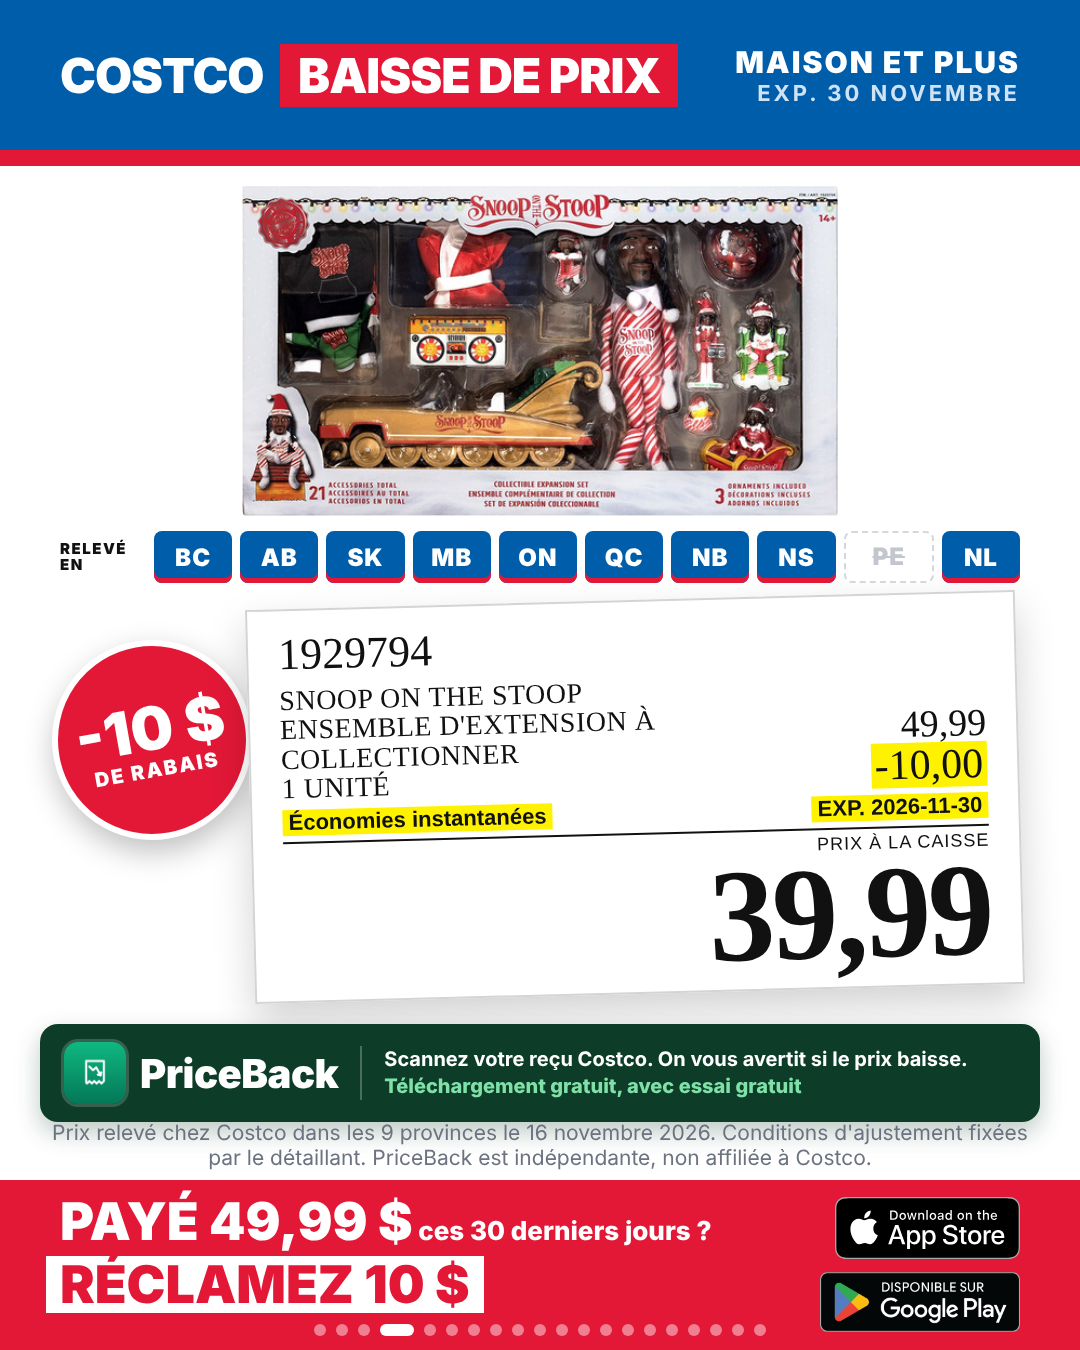 COSTCO BAISSE DE PRIX
MAISON ET PLUS
EXP. 30 NOVEMBRE
SNOOP ON THE STOOP
14+
SNOOP ON THE STOOP
21 ACCESSORIES TOTAL
ACCESSOIRES AU TOTAL
ACCESORIOS EN TOTAL
COLLECTIBLE EXPANSION SET
ENSEMBLE COMPLÉMENTAIRE DE COLLECTION
SET DE EXPANSIÓN COLECCIONABLE
3 ORNAMENTS INCLUDED
DÉCORATIONS INCLUSES
ADORNOS INCLUIDOS
RELEVÉ EN
BC AB SK MB ON QC NB NS PE NL
-10 $
DE RABAIS
1929794
SNOOP ON THE STOOP
ENSEMBLE D'EXTENSION À
COLLECTIONNER
1 UNITÉ
49,99
-10,00
Économies instantanées
EXP. 2026-11-30
PRIX À LA CAISSE
39,99
PriceBack
Scannez votre reçu Costco. On vous avertit si le prix baisse.
Téléchargement gratuit, avec essai gratuit
Prix relevé chez Costco dans les 9 provinces le 16 novembre 2026. Conditions d'ajustement fixées
par le détaillant. PriceBack est indépendante, non affiliée à Costco.
PAYÉ 49,99 $ ces 30 derniers jours ?
RÉCLAMEZ 10 $
Download on the
App Store
DISPONIBLE SUR
Google Play